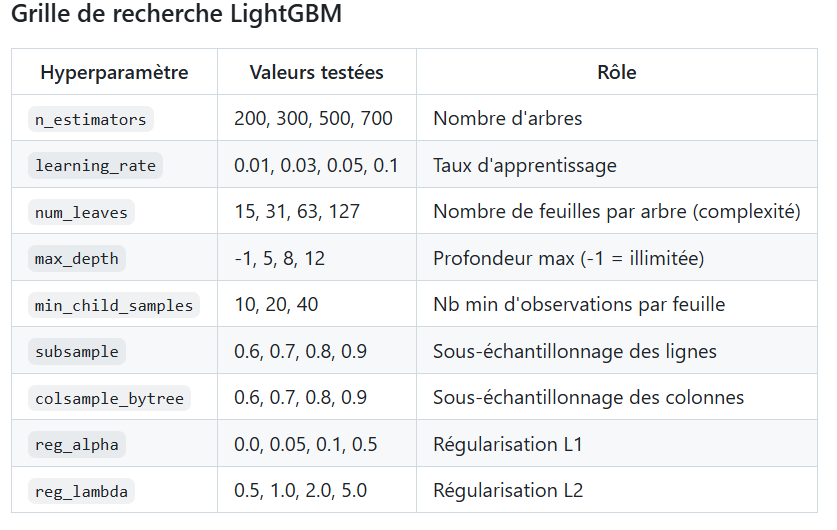 Grille de recherche LightGBM
Hyperparamètre Valeurs testées Rôle
n_estimators 200, 300, 500, 700 Nombre d'arbres
learning_rate 0.01, 0.03, 0.05, 0.1 Taux d'apprentissage
num_leaves 15, 31, 63, 127 Nombre de feuilles par arbre (complexité)
max_depth -1, 5, 8, 12 Profondeur max (-1 = illimitée)
min_child_samples 10, 20, 40 Nb min d'observations par feuille
subsample 0.6, 0.7, 0.8, 0.9 Sous-échantillonnage des lignes
colsample_bytree 0.6, 0.7, 0.8, 0.9 Sous-échantillonnage des colonnes
reg_alpha 0.0, 0.05, 0.1, 0.5 Régularisation L1
reg_lambda 0.5, 1.0, 2.0, 5.0 Régularisation L2